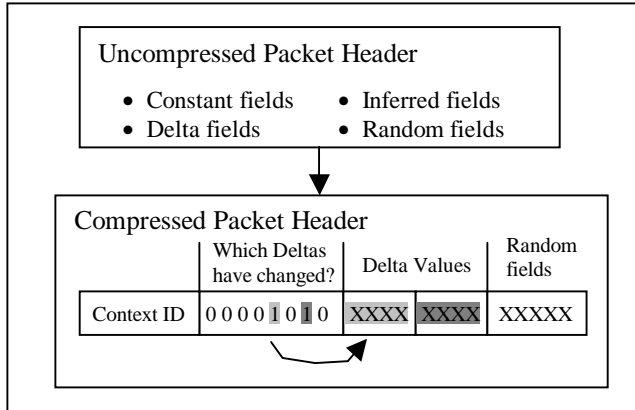 Uncompressed Packet Header
• Constant fields • Inferred fields
• Delta fields • Random fields
Compressed Packet Header
Which Deltas have changed?
Delta Values
Random fields
Context ID 0 0 0 0 1 0 1 0 XXXX XXXX XXXXX